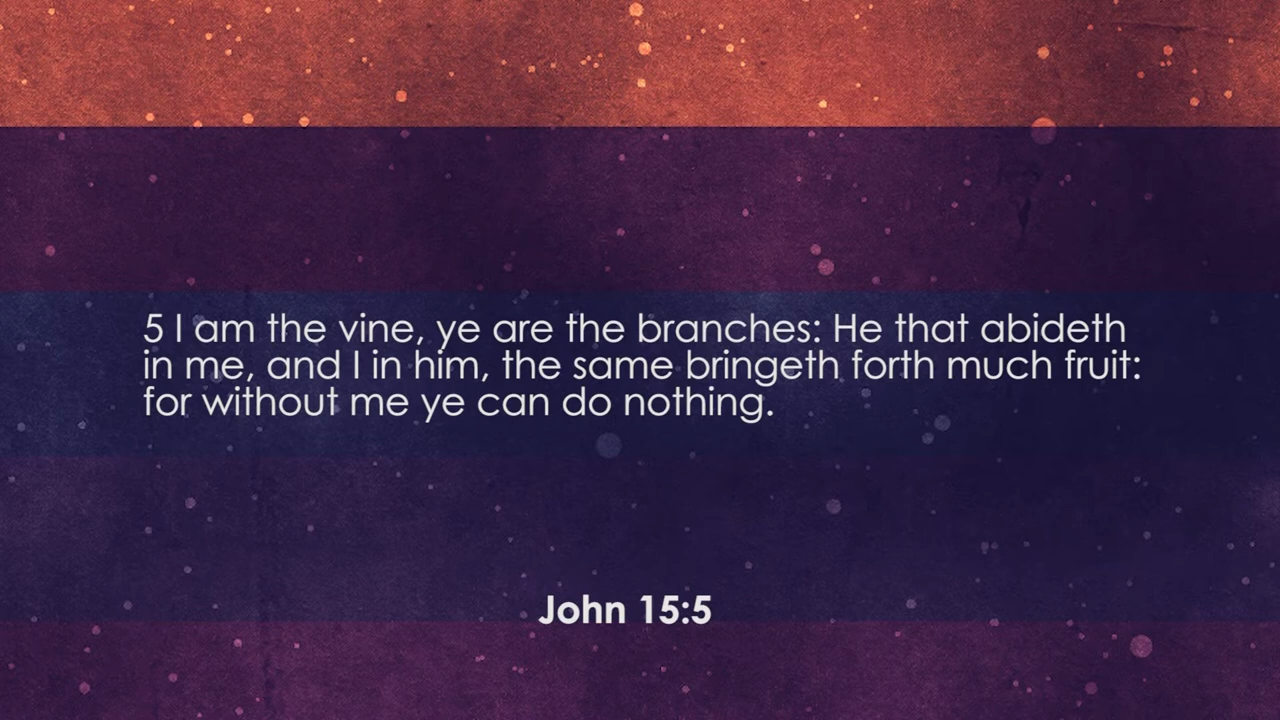 5 I am the vine, ye are the branches: He that abideth
in me, and I in him, the same bringeth forth much fruit:
for without me ye can do nothing.
John 15:5